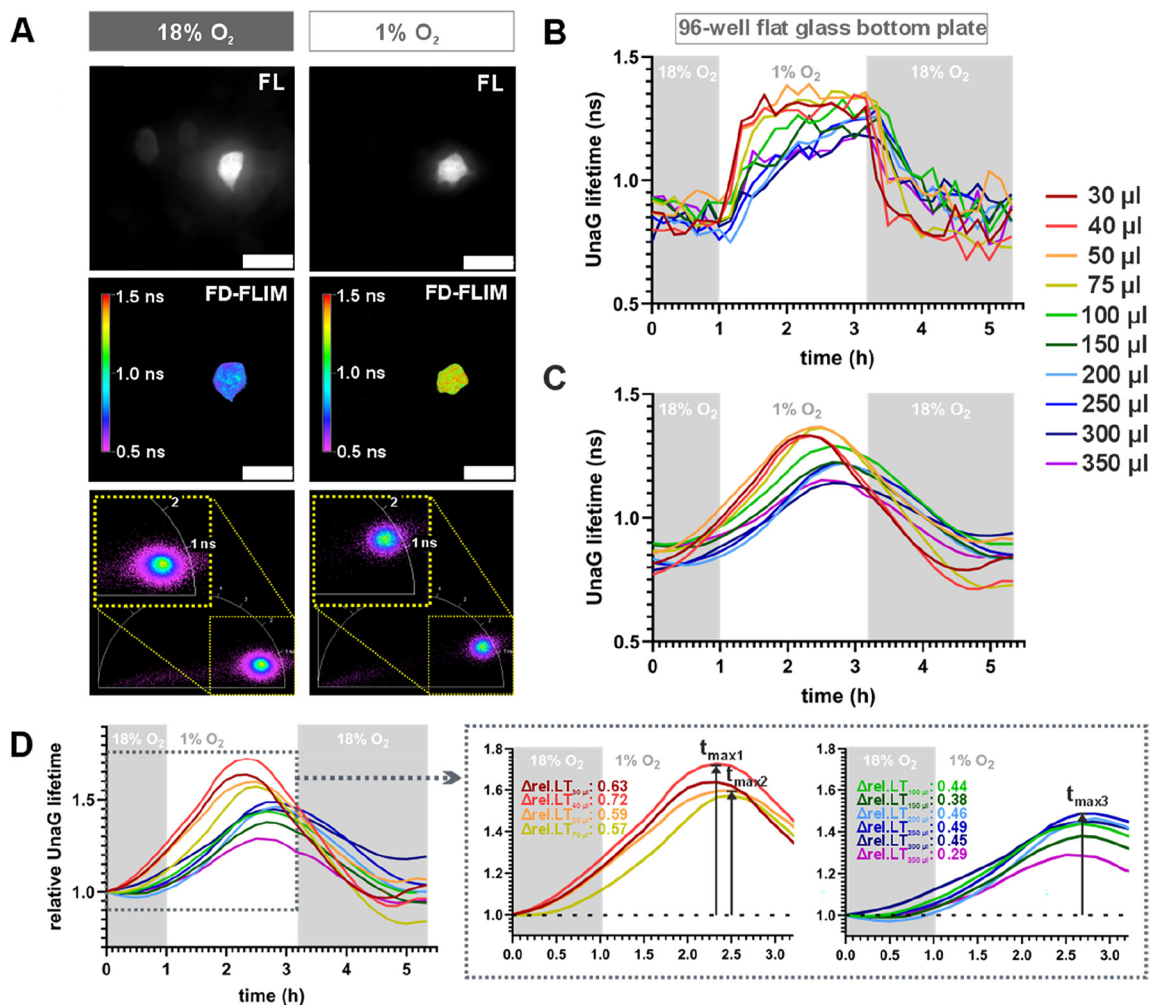 A
18% O2
1% O2
FL
FL
1.5 ns
FD-FLIM
1.0 ns
0.5 ns
1.5 ns
FD-FLIM
1.0 ns
0.5 ns
2
1 ns
2
1 ns
B
96-well flat glass bottom plate
18% O2
1% O2
18% O2
UnaG lifetime (ns)
1.5
1.0
0.5
0
1
2
3
4
5
time (h)
30 µl
40 µl
50 µl
75 µl
100 µl
150 µl
200 µl
250 µl
300 µl
350 µl
C
18% O2
1% O2
18% O2
UnaG lifetime (ns)
1.5
1.0
0.5
0
1
2
3
4
5
time (h)
D
18% O2
1% O2
18% O2
relative UnaG lifetime
1.5
1.0
0
1
2
3
4
5
time (h)
18% O2
1% O2
tmax1
tmax2
Δrel.LT30 µl: 0.63
Δrel.LT40 µl: 0.72
Δrel.LT50 µl: 0.59
Δrel.LT75 µl: 0.57
1.8
1.6
1.4
1.2
1.0
0.0
0.5
1.0
1.5
2.0
2.5
3.0
18% O2
1% O2
tmax3
Δrel.LT100 µl: 0.44
Δrel.LT150 µl: 0.38
Δrel.LT200 µl: 0.46
Δrel.LT250 µl: 0.49
Δrel.LT300 µl: 0.45
Δrel.LT350 µl: 0.29
1.8
1.6
1.4
1.2
1.0
0.0
0.5
1.0
1.5
2.0
2.5
3.0